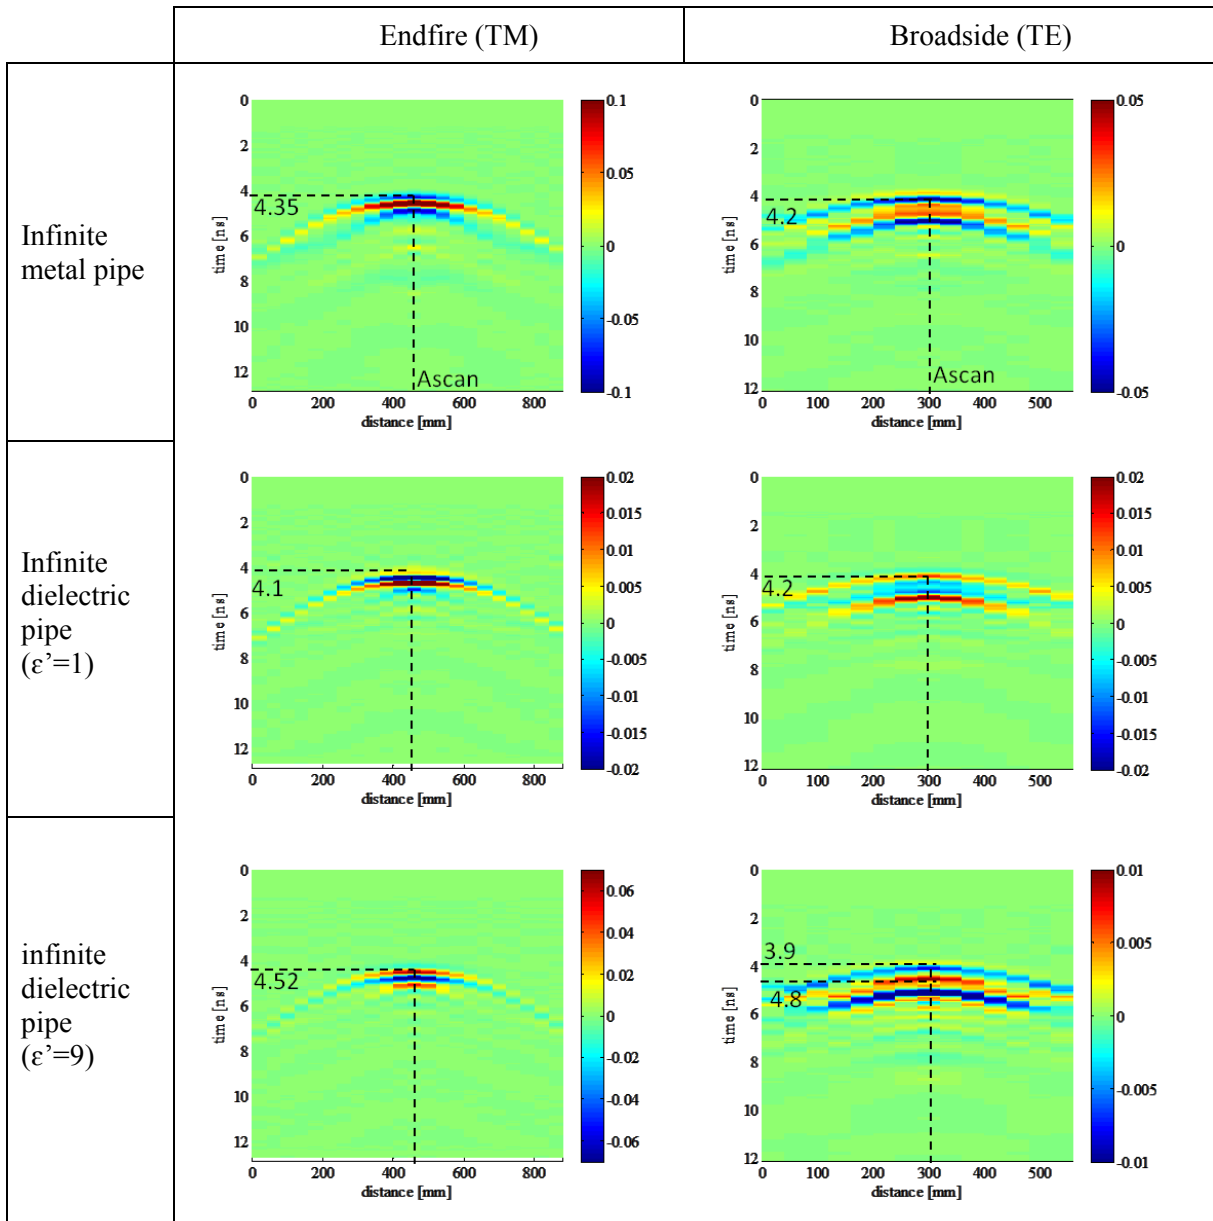 Endfire (TM)
Broadside (TE)
Infinite
metal pipe
0
2
4
6
8
10
12
time [ns]
4.35
Ascan
0 200 400 600 800
distance [mm]
0.1
0.05
0
-0.05
-0.1
0
2
4
6
8
10
12
time [ns]
4.2
Ascan
0 100 200 300 400 500
distance [mm]
0.05
0
-0.05
Infinite
dielectric
pipe
(ε’=1)
0
2
4
6
8
10
12
time [ns]
4.1
0 200 400 600 800
distance [mm]
0.02
0.015
0.01
0.005
0
-0.005
-0.01
-0.015
-0.02
0
2
4
6
8
10
12
time [ns]
4.2
0 100 200 300 400 500
distance [mm]
0.02
0.015
0.01
0.005
0
-0.005
-0.01
-0.015
-0.02
infinite
dielectric
pipe
(ε’=9)
0
2
4
6
8
10
12
time [ns]
4.52
0 200 400 600 800
distance [mm]
0.06
0.04
0.02
0
-0.02
-0.04
-0.06
0
2
4
6
8
10
12
time [ns]
3.9
4.8
0 100 200 300 400 500
distance [mm]
0.01
0.005
0
-0.005
-0.01